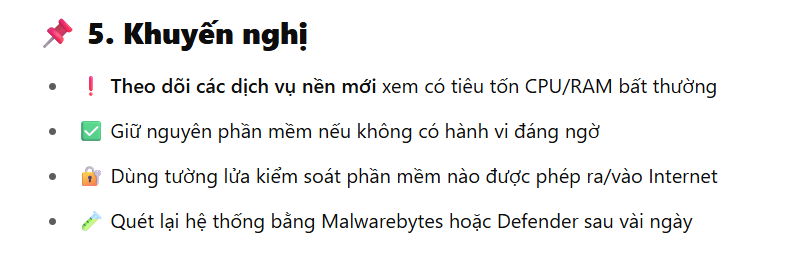 📌 5. Khuyến nghị
• ❗ Theo dõi các dịch vụ nền mới xem có tiêu tốn CPU/RAM bất thường
• ✅ Giữ nguyên phần mềm nếu không có hành vi đáng ngờ
• 🔐 Dùng tường lửa kiểm soát phần mềm nào được phép ra/vào Internet
• 🧪 Quét lại hệ thống bằng Malwarebytes hoặc Defender sau vài ngày